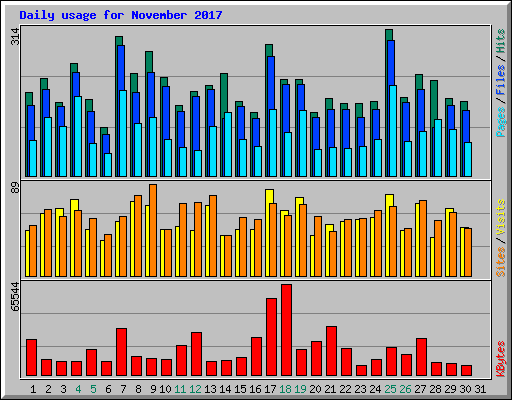 Daily usage for November 2017
314
Pages / Files / Hits
89
Sites / Visits
65544
KBytes
1 2 3 4 5 6 7 8 9 10 11 12 13 14 15 16 17 18 19 20 21 22 23 24 25 26 27 28 29 30 31